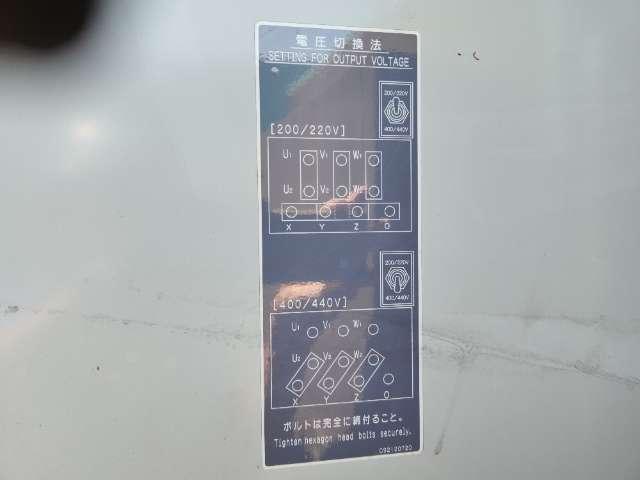 電圧切換法
SETTING FOR OUTPUT VOLTAGE
200/220V
400/440V
[200/220V]
U1 V1 W1
U2 V2 W2
X Y Z O
200/220V
400/440V
[400/440V]
U1 V1 W1
U2 V2 W2
X Y Z O
ボルトは完全に締付ること。
Tighten hexagon head bolts securely.